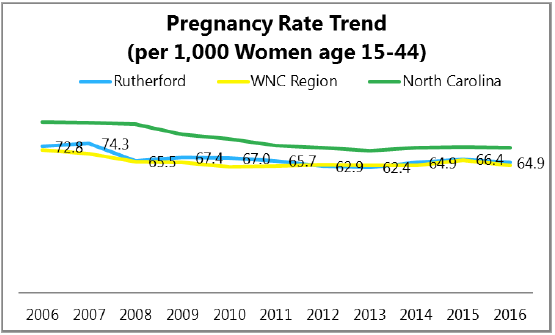 Pregnancy Rate Trend
(per 1,000 Women age 15-44)
Rutherford WNC Region North Carolina
72.8 74.3 65.5 67.4 67.0 65.7 62.9 62.4 64.9 66.4 64.9
2006 2007 2008 2009 2010 2011 2012 2013 2014 2015 2016